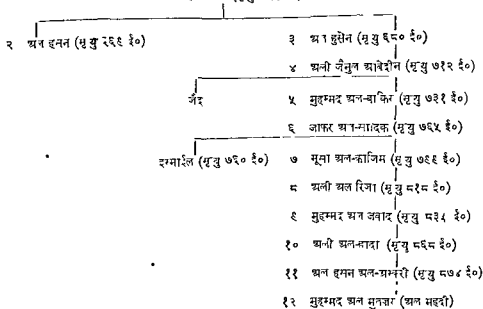 २ अल हसन (मृत्यु ६६९ ई०) ३ अल हुसेन (मृत्यु ६८० ई०)
४ अली जैनुल आबेदीन (मृत्यु ७१२ ई०)
जैद ५ मुहम्मद अल-बाकिर (मृत्यु ७३१ ई०)
६ जाफर अल-सादक (मृत्यु ७६५ ई०)
इस्माईल (मृत्यु ७६० ई०) ७ मूसा अल-काजिम (मृत्यु ७९९ ई०)
८ अली अल रिजा (मृत्यु ८१८ ई०)
९ मुहम्मद अल जवाद (मृत्यु ८३५ ई०)
१० अली अल-हादा (मृत्यु ८६८ ई०)
११ अल हसन अल-अस्करी (मृत्यु ८७४ ई०)
१२ मुहम्मद अल मुतज़र (अल महदी)